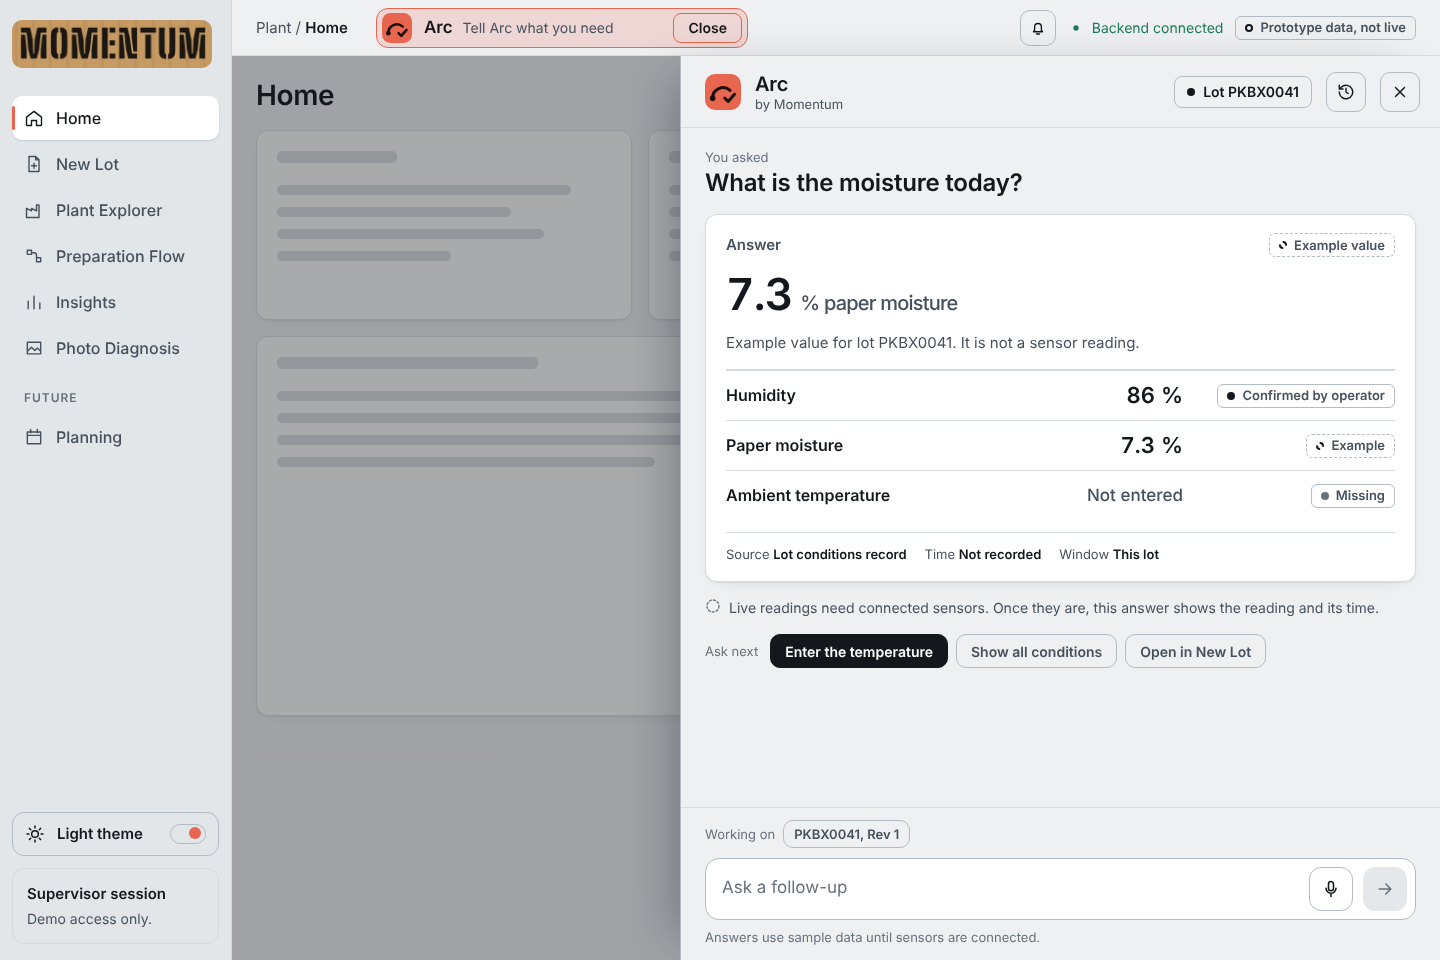 MOMENTUM
Plant / Home
Arc Tell Arc what you need Close
Backend connected
Prototype data, not live
Home
New Lot
Plant Explorer
Preparation Flow
Insights
Photo Diagnosis
FUTURE
Planning
Light theme
Supervisor session
Demo access only.
Home
Arc
by Momentum
Lot PKBX0041
You asked
What is the moisture today?
Answer
Example value
7.3 % paper moisture
Example value for lot PKBX0041. It is not a sensor reading.
Humidity 86 % Confirmed by operator
Paper moisture 7.3 % Example
Ambient temperature Not entered Missing
Source Lot conditions record Time Not recorded Window This lot
Live readings need connected sensors. Once they are, this answer shows the reading and its time.
Ask next Enter the temperature Show all conditions Open in New Lot
Working on PKBX0041, Rev 1
Ask a follow-up
Answers use sample data until sensors are connected.